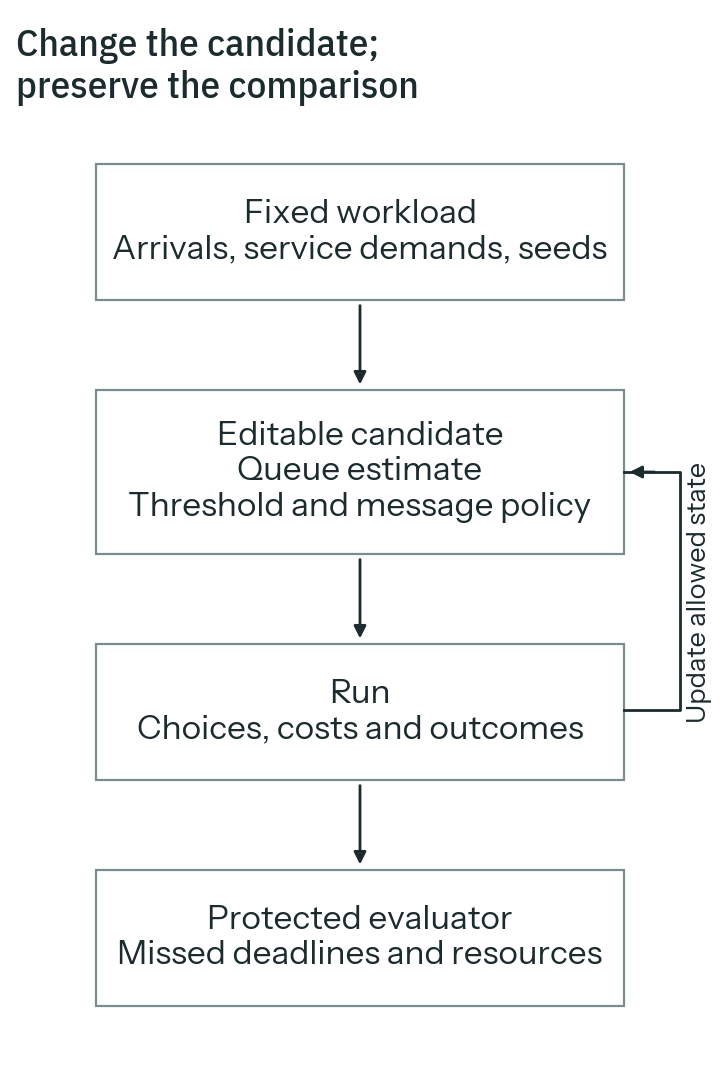 Change the candidate;
preserve the comparison
Fixed workload
Arrivals, service demands, seeds
Editable candidate
Queue estimate
Threshold and message policy
Update allowed state
Run
Choices, costs and outcomes
Protected evaluator
Missed deadlines and resources